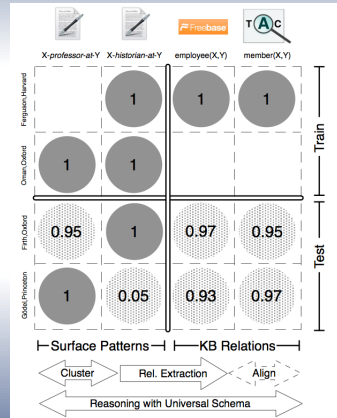 Freebase
TAC
X-professor-at-Y X-historian-at-Y employee(X,Y) member(X,Y)
Ferguson,Harvard 1 1 1
Oman,Oxford 1 1
Firth,Oxford 0.95 1 0.97 0.95
Gödel,Princeton 1 0.05 0.93 0.97
Train
Test
Surface Patterns KB Relations
Cluster Rel. Extraction Align
Reasoning with Universal Schema